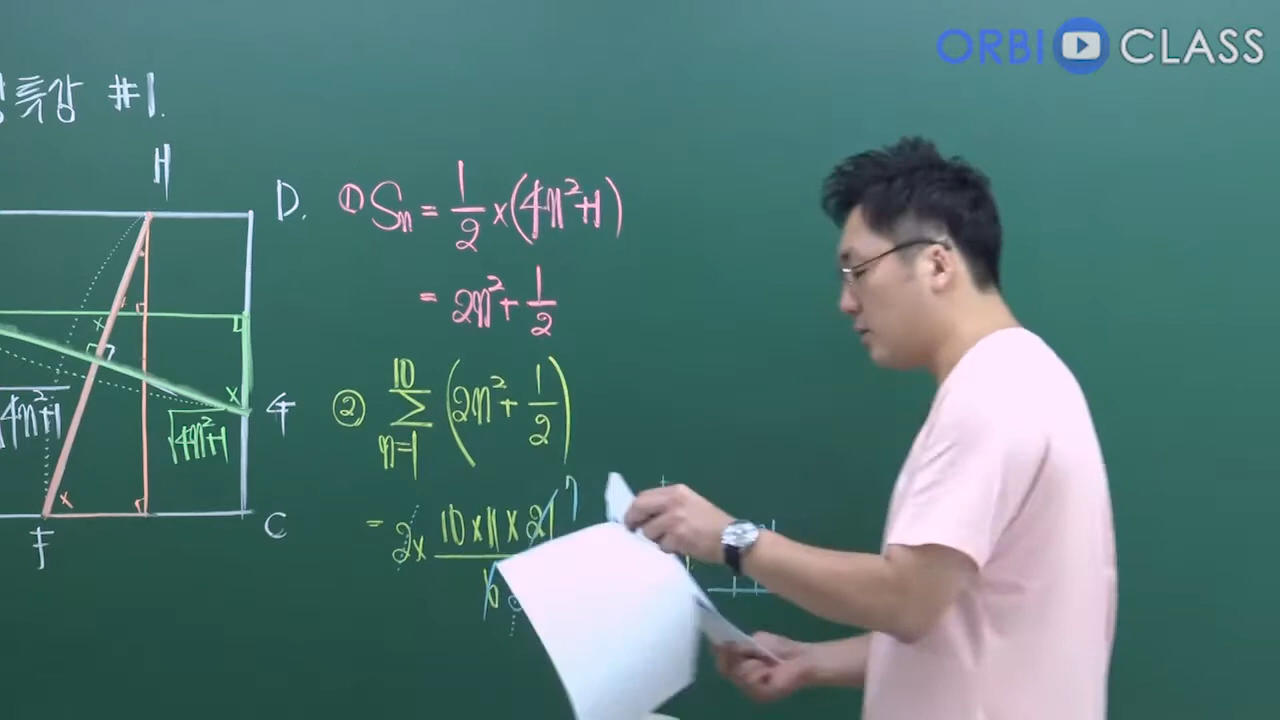 ORBI CLASS
특강 #1.
H
D.
① Sₙ = 1/2 × (4n²+1)
= 2n² + 1/2
② 10 Σ n=1 (2n² + 1/2)
G
√4n²+1
√4n²+1
= 2 × 10×11×21 / 6
7
F
C